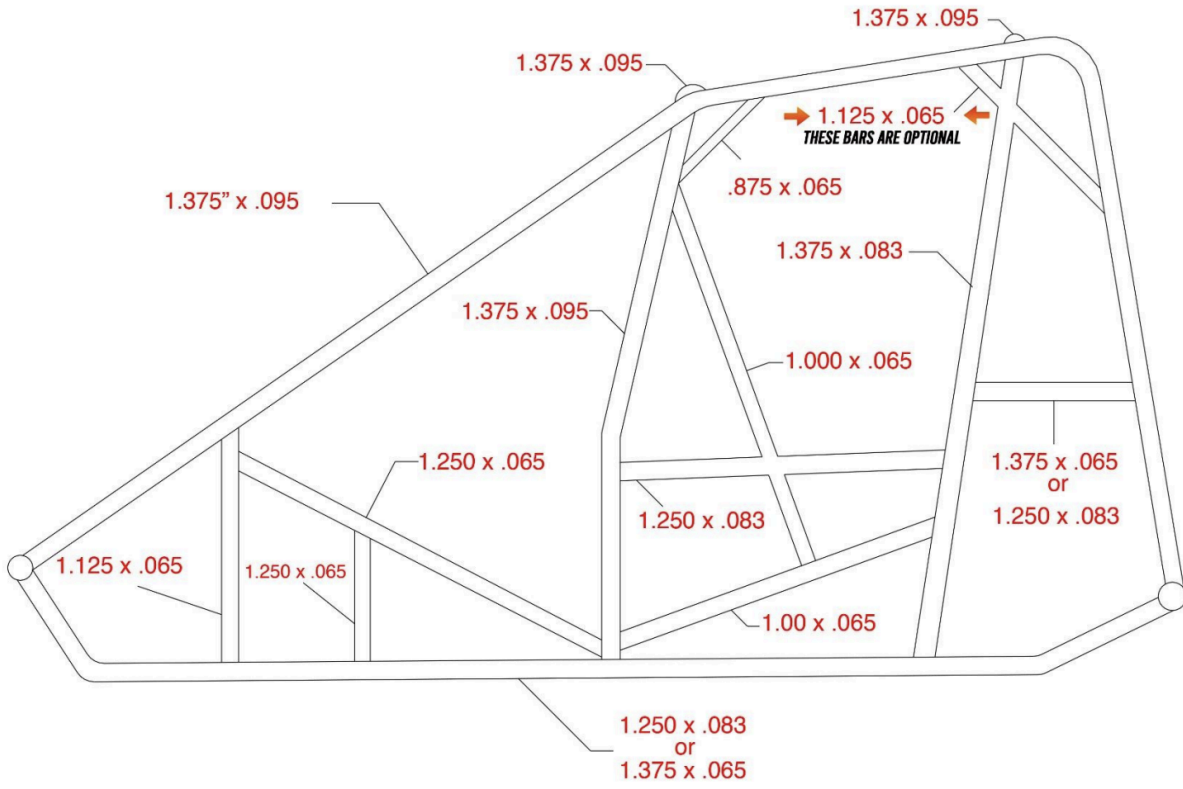 1.375 x .095
1.375 x .095
1.125 x .065
THESE BARS ARE OPTIONAL
.875 x .065
1.375” x .095
1.375 x .083
1.375 x .095
1.000 x .065
1.250 x .065
1.375 x .065
or
1.250 x .083
1.250 x .083
1.125 x .065
1.250 x .065
1.00 x .065
1.250 x .083
or
1.375 x .065